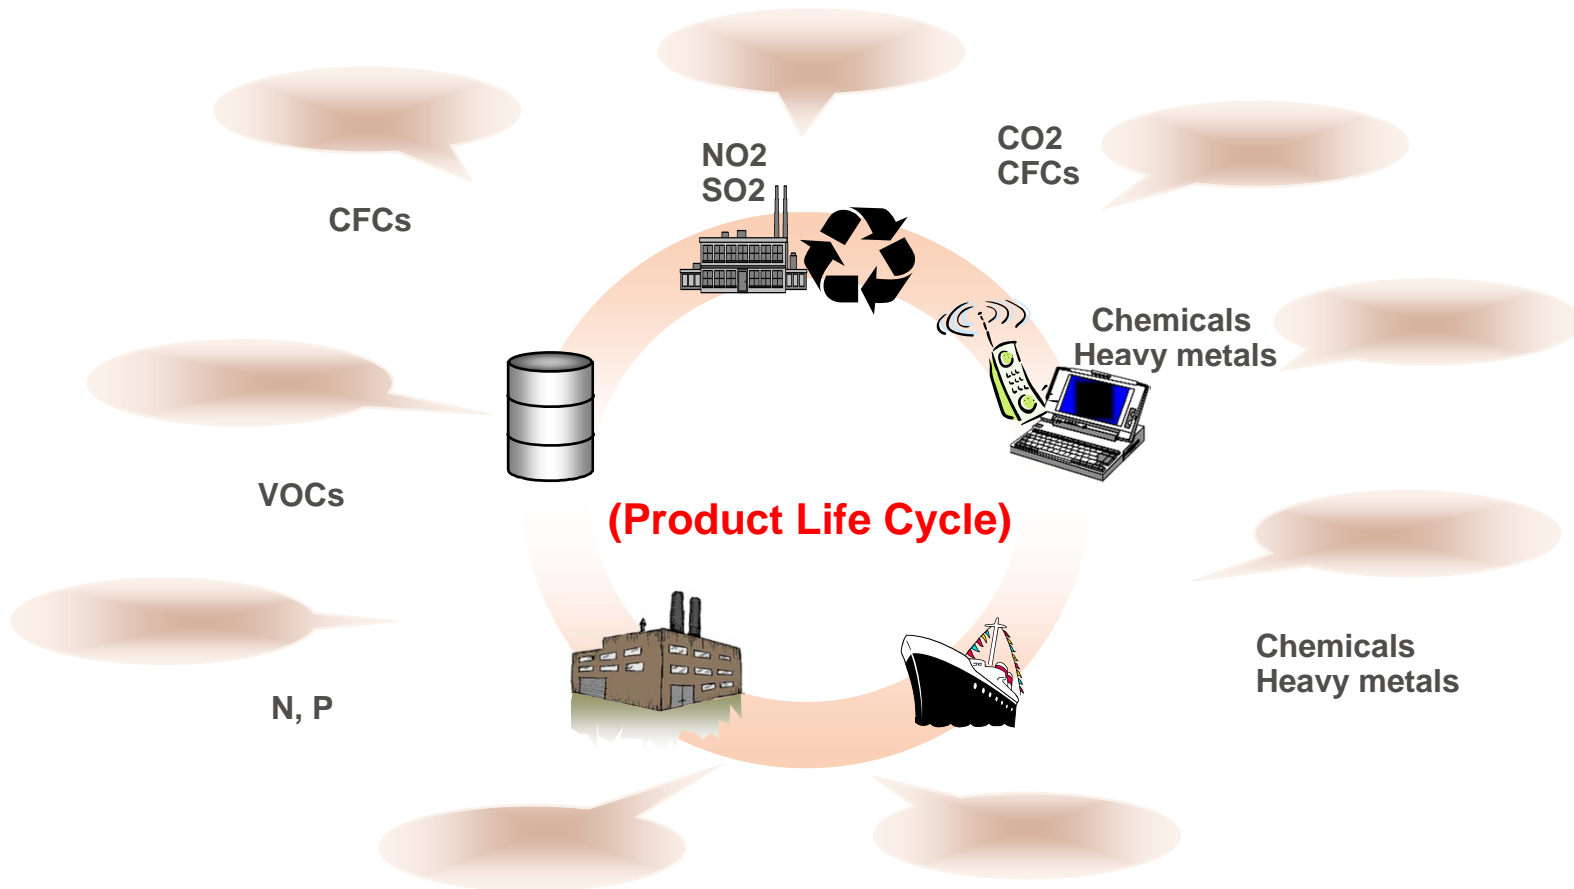 NO2
SO2
CO2
CFCs
CFCs
Chemicals
Heavy metals
VOCs
(Product Life Cycle)
Chemicals
Heavy metals
N, P